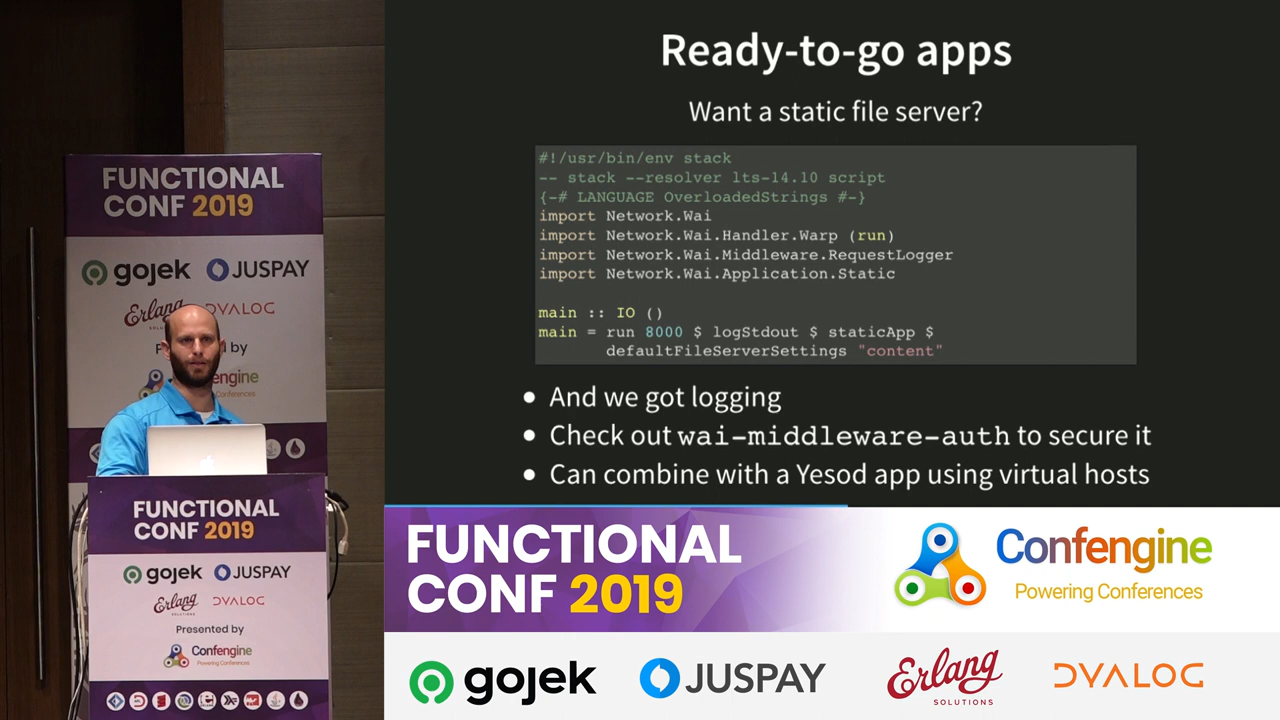 Ready-to-go apps
Want a static file server?
#!/usr/bin/env stack
-- stack --resolver lts-14.10 script
{-# LANGUAGE OverloadedStrings #-}
import Network.Wai
import Network.Wai.Handler.Warp (run)
import Network.Wai.Middleware.RequestLogger
import Network.Wai.Application.Static
main :: IO ()
main = run 8000 $ logStdout $ staticApp $
defaultFileServerSettings "content"
• And we got logging
• Check out wai-middleware-auth to secure it
• Can combine with a Yesod app using virtual hosts
FUNCTIONAL
CONF 2019
Confengine
Powering Conferences
gojek JUSPAY Erlang SOLUTIONS DYALOG
FUNCTIONAL
CONF 2019
gojek JUSPAY
Erlang DYALOG
by
FUNCTIONAL
CONF 2019
gojek JUSPAY
Erlang SOLUTIONS DYALOG
Presented by
Confengine
Powering Conferences